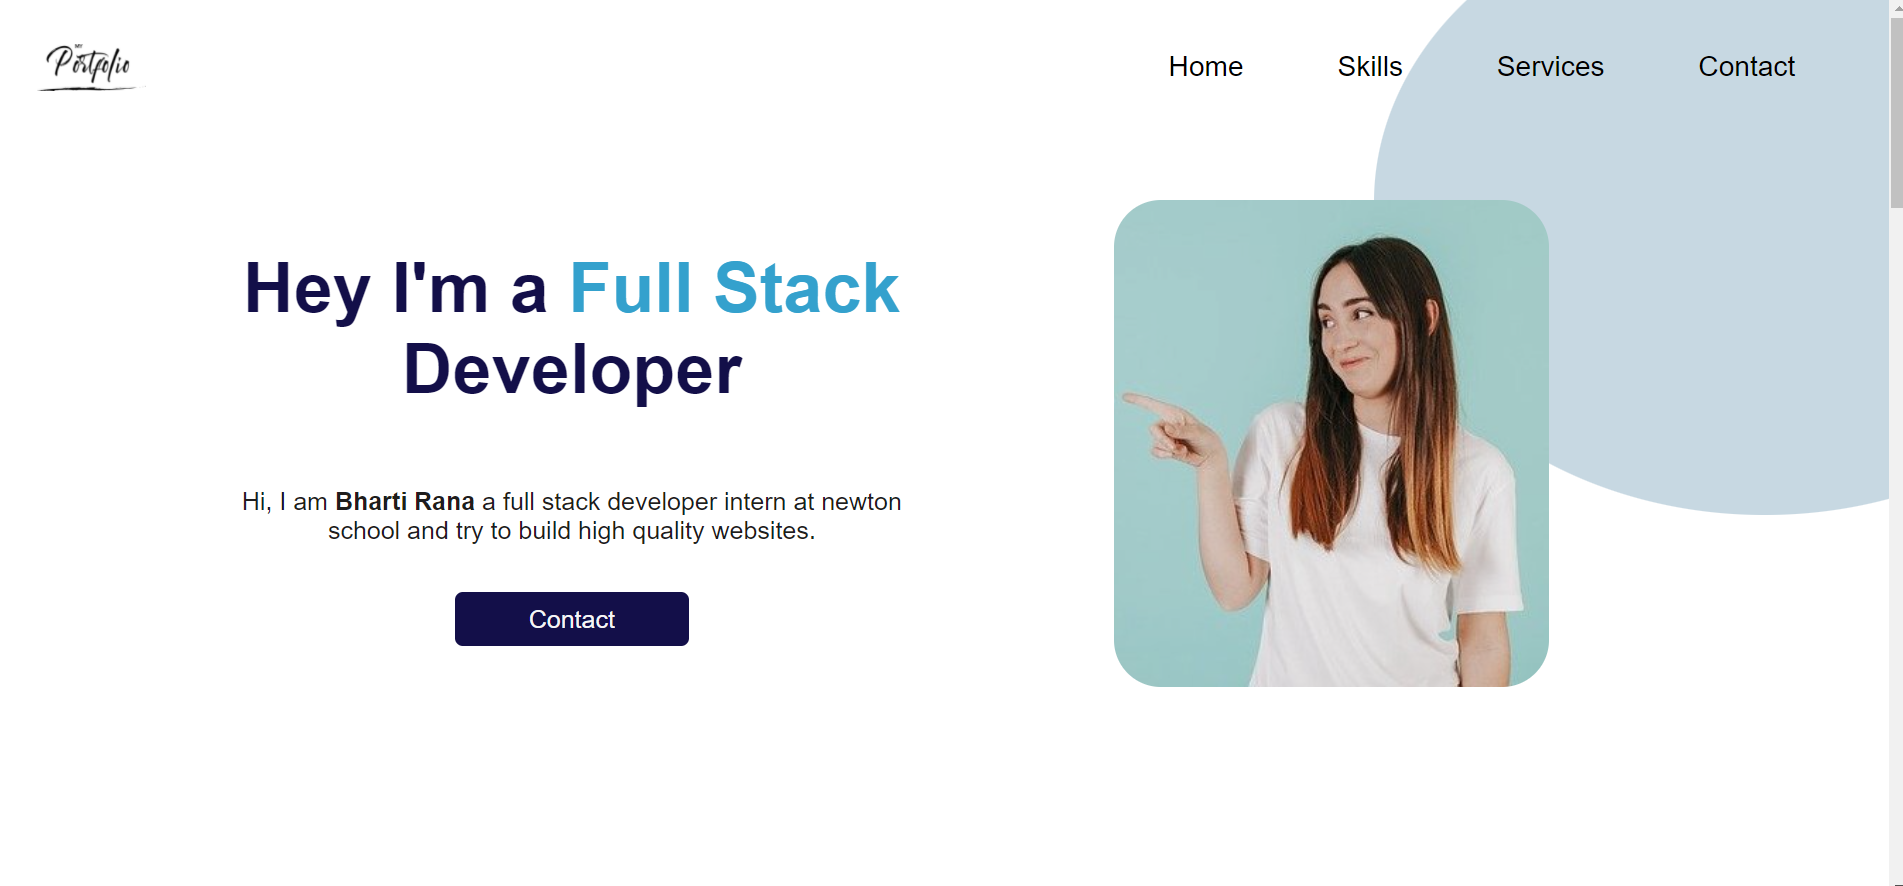 MY
Portfolio
Home Skills Services Contact
Hey I'm a Full Stack
Developer
Hi, I am Bharti Rana a full stack developer intern at newton
school and try to build high quality websites.
Contact